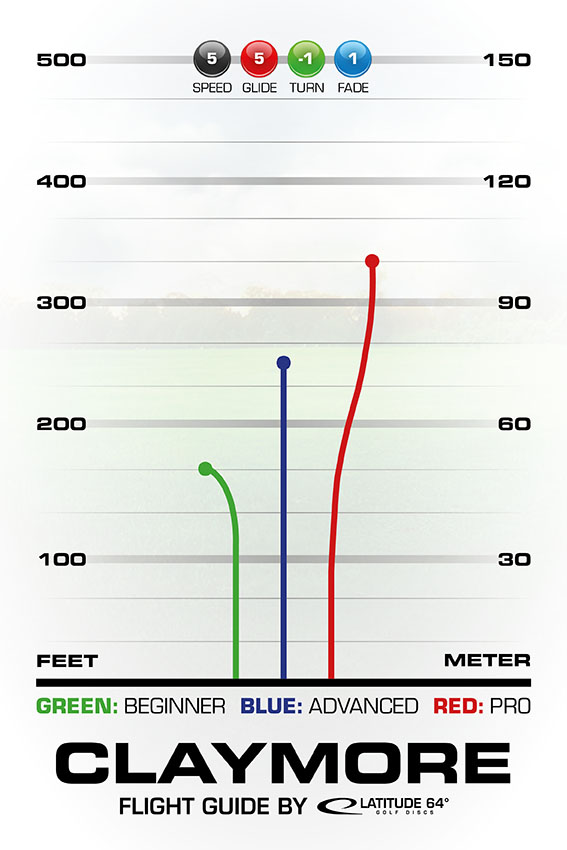 500 5 5 -1 1 150
SPEED GLIDE TURN FADE
400 120
300 90
200 60
100 30
FEET METER
GREEN: BEGINNER BLUE: ADVANCED RED: PRO
CLAYMORE
FLIGHT GUIDE BY LATITUDE 64°
GOLF DISCS